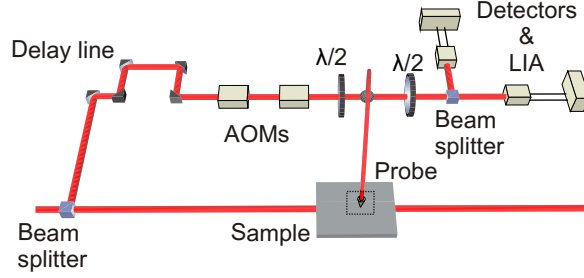 Delay line
λ/2
λ/2
Detectors
&
LIA
AOMs
Beam
splitter
Probe
Beam
splitter
Sample